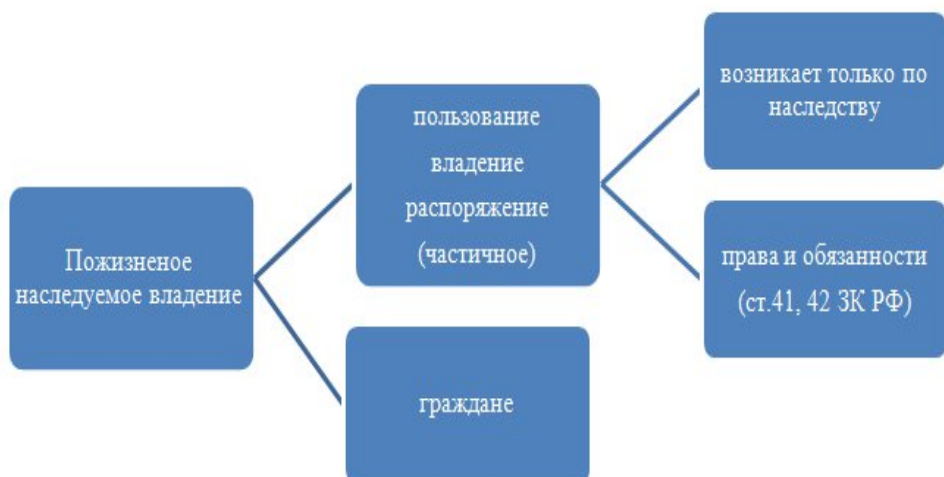 Пожизненое
наследуемое владение
пользование
владение
распоряжение
(частичное)
граждане
возникает только по
наследству
права и обязанности
(ст.41, 42 ЗК РФ)